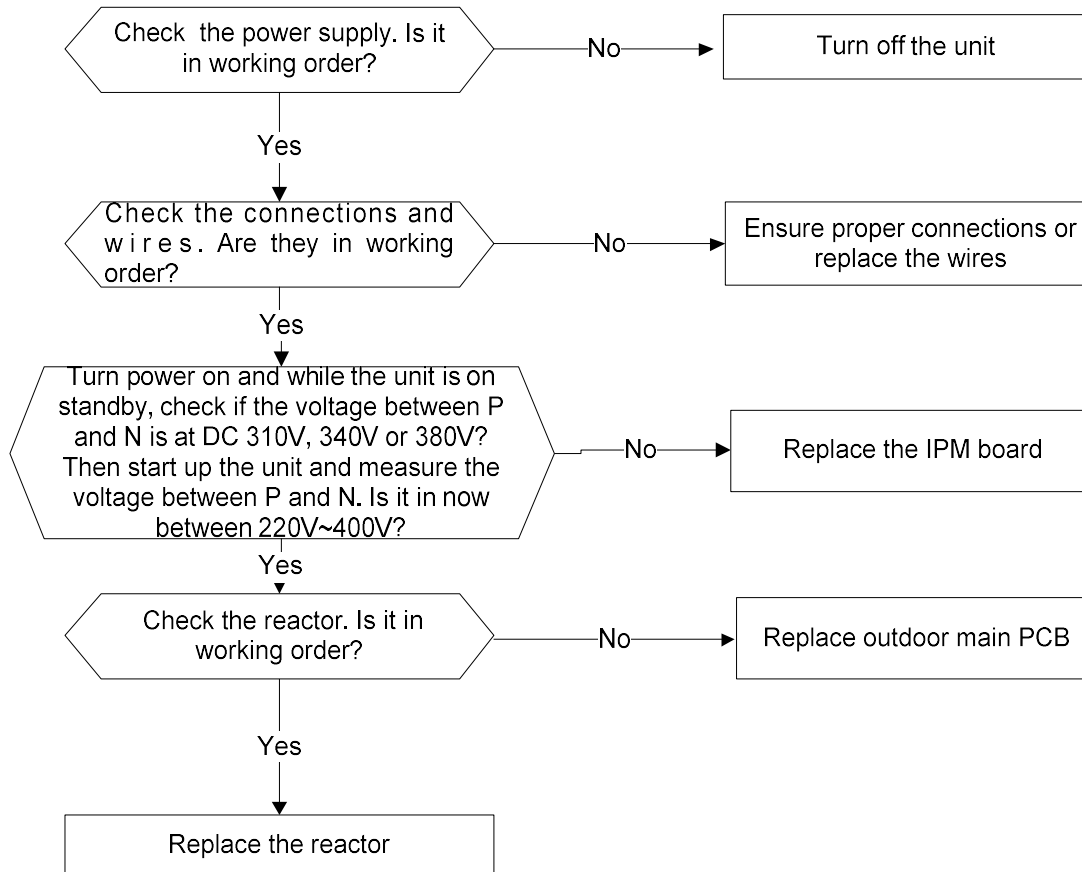 Check the power supply. Is it
in working order?
No
Turn off the unit
Yes
Check the connections and
wires. Are they in working
order?
No
Ensure proper connections or
replace the wires
Yes
Turn power on and while the unit is on
standby, check if the voltage between P
and N is at DC 310V, 340V or 380V?
Then start up the unit and measure the
voltage between P and N. Is it in now
between 220V~400V?
No
Replace the IPM board
Yes
Check the reactor. Is it in
working order?
No
Replace outdoor main PCB
Yes
Replace the reactor